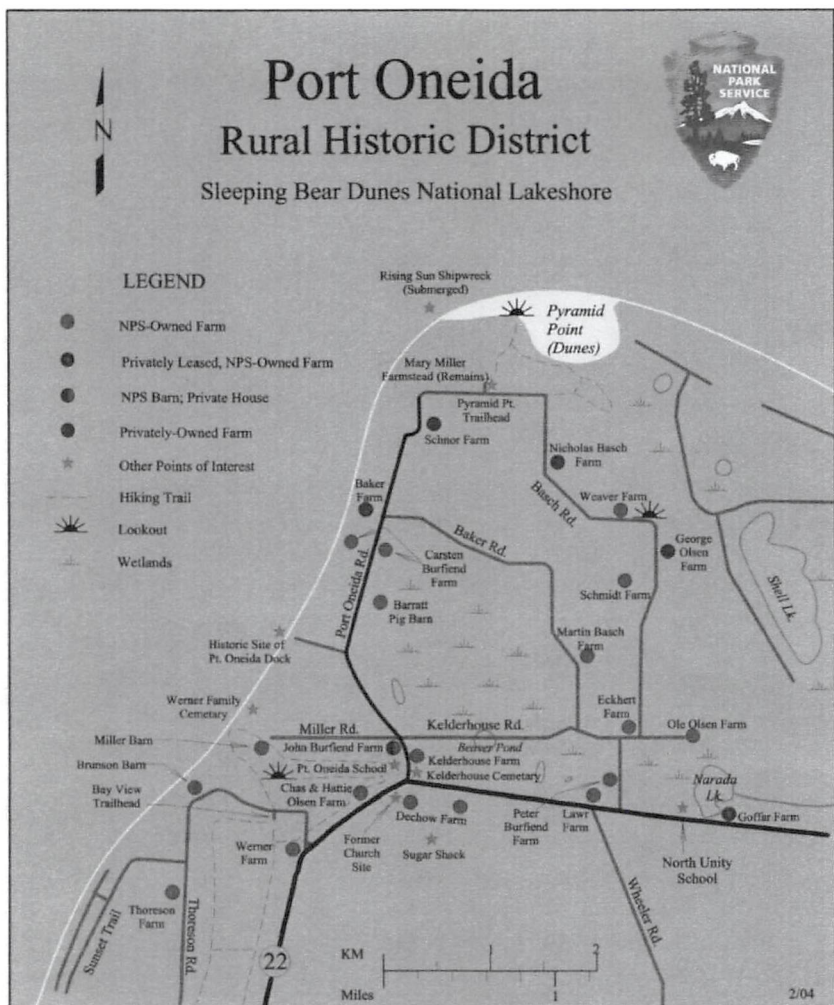 Port Oneida
Rural Historic District
Sleeping Bear Dunes National Lakeshore
NATIONAL
PARK
SERVICE
N
LEGEND
NPS-Owned Farm
Privately Leased, NPS-Owned Farm
NPS Barn; Private House
Privately-Owned Farm
Other Points of Interest
Hiking Trail
Lookout
Wetlands
Rising Sun Shipwreck
(Submerged)
Pyramid
Point
(Dunes)
Mary Miller
Farmstead (Remains)
Pyramid Pt.
Trailhead
Schnor Farm
Nicholas Basch
Farm
Baker
Farm
Basch Rd.
Weaver Farm
Baker Rd.
George
Olsen
Farm
Carsten
Burfiend
Farm
Port Oneida Rd.
Schmidt Farm
Shell Lk.
Barratt
Pig Barn
Historic Site of
Pt. Oneida Dock
Martin Basch
Farm
Werner Family
Cemetary
Eckhert
Farm
Miller Rd.
Kelderhouse Rd.
Ole Olsen Farm
Miller Barn
John Burfiend Farm
Beaver Pond
Kelderhouse Farm
Pt. Oneida School
Kelderhouse Cemetary
Brunson Barn
Bay View
Trailhead
Chas & Hattie
Olsen Farm
Narada
Lk.
Dechow Farm
Peter
Burfiend
Farm
Lawr
Farm
Goffar Farm
Werner
Farm
Former
Church
Site
Sugar Shack
North Unity
School
Thoreson
Farm
Sunset Trail
Thoreson Rd.
Wheeler Rd.
22
KM
1
2
Miles
1
2/04